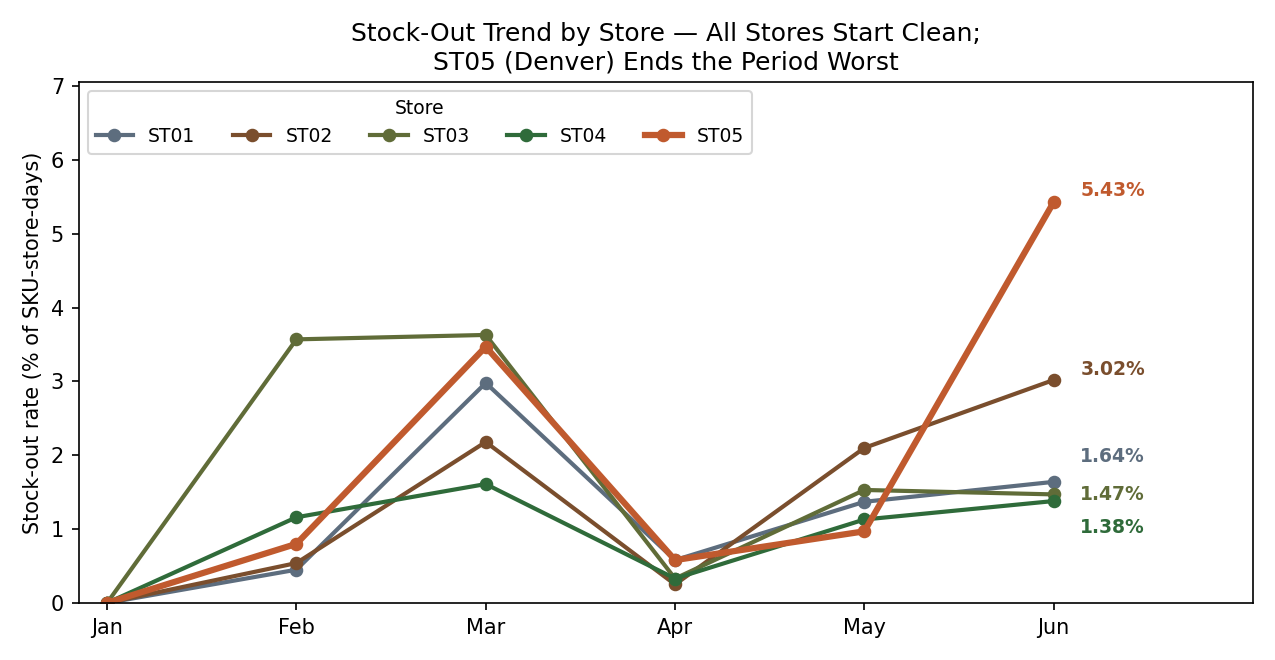 Stock-Out Trend by Store — All Stores Start Clean;
ST05 (Denver) Ends the Period Worst
Stock-out rate (% of SKU-store-days)
7
6
5
4
3
2
1
0
Store
ST01 ST02 ST03 ST04 ST05
5.43%
3.02%
1.64%
1.47%
1.38%
Jan Feb Mar Apr May Jun